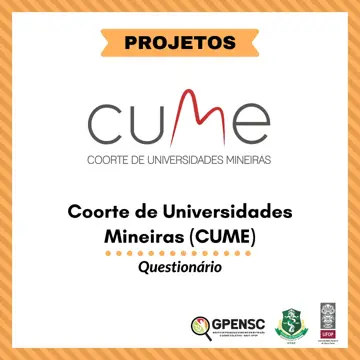 PROJETOS
cume
COORTE DE UNIVERSIDADES MINEIRAS
Coorte de Universidades
Mineiras (CUME)
Questionário
GPENSC
UFOP